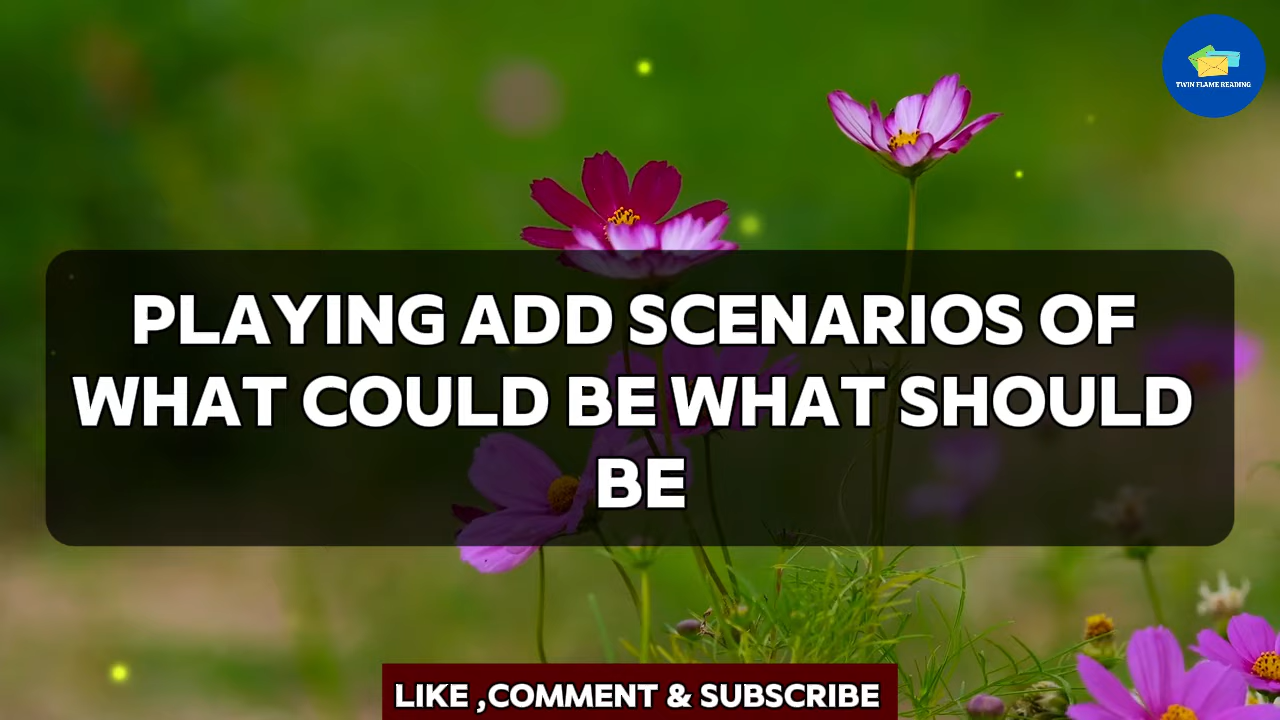 TWIN FLAME READING
PLAYING ADD SCENARIOS OF
WHAT COULD BE WHAT SHOULD
BE
LIKE ,COMMENT & SUBSCRIBE